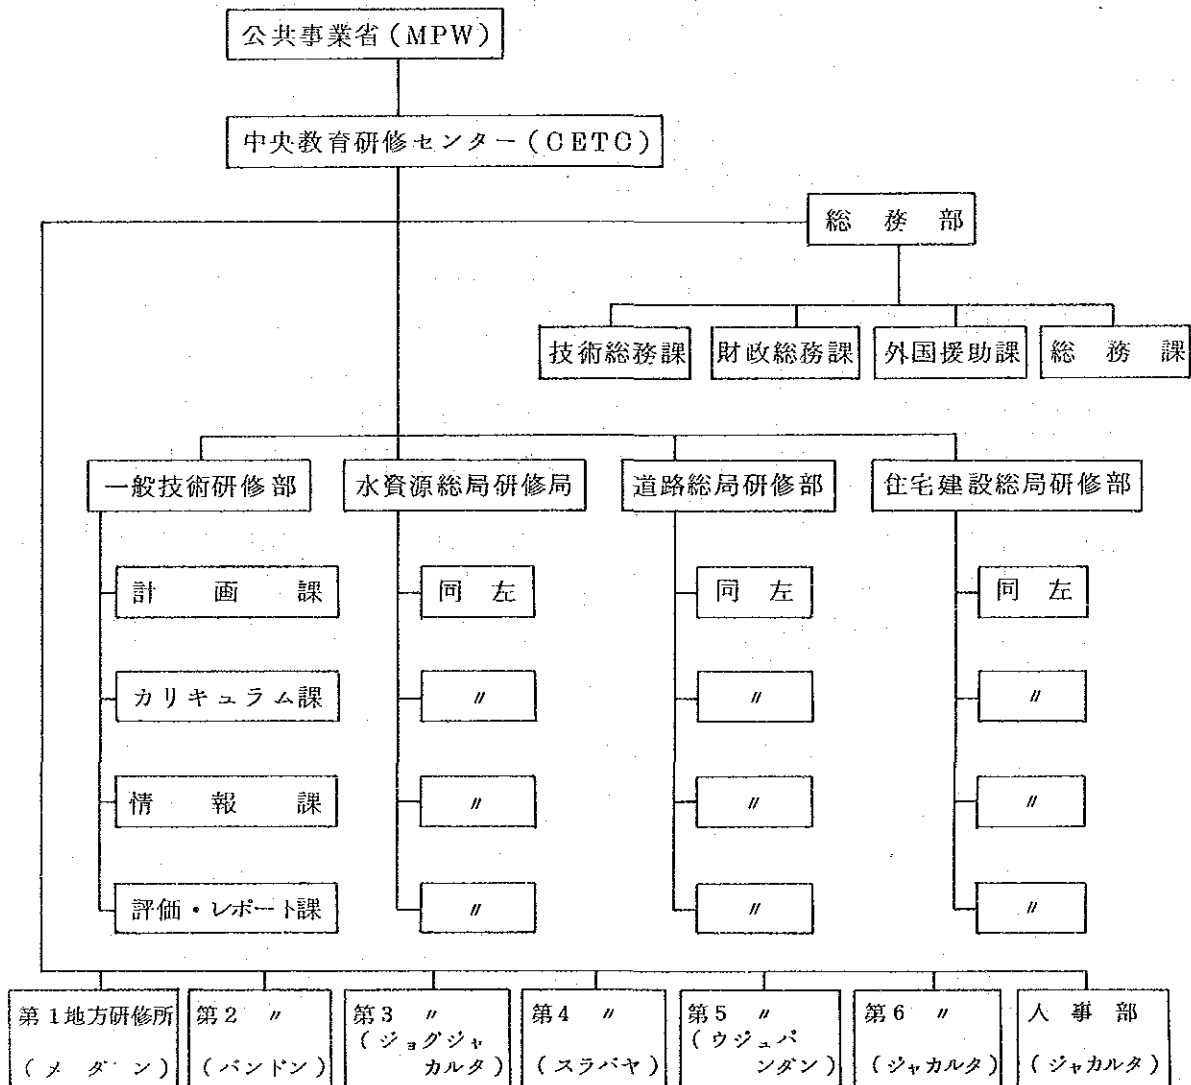 公共事業省(MPW)
中央教育研修センター(CETC)
総務部
技術総務課 財政総務課 外国援助課 総務課
一般技術研修部 水資源総局研修局 道路総局研修部 住宅建設総局研修部
計画課 同左 同左 同左
カリキュラム課 〃 〃 〃
情報課 〃 〃 〃
評価・レポート課 〃 〃 〃
第1地方研修所
(メダン)
第2 〃
(バンドン)
第3 〃
(ジョグジャ
カルタ)
第4 〃
(スラバヤ)
第5 〃
(ウジュパ
ンダン)
第6 〃
(ジャカルタ)
人事部
(ジャカルタ)